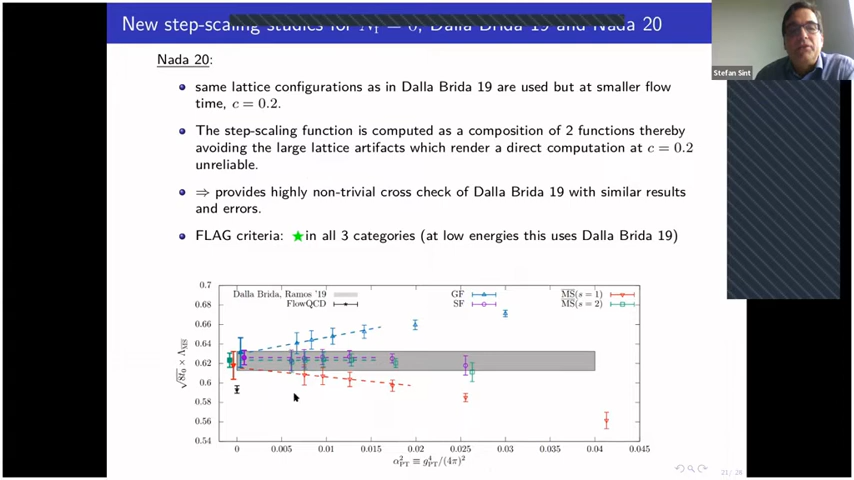 New step-scaling studies for N_f = 0, Dalla Brida 19 and Nada 20
Stefan Sint
Nada 20:
same lattice configurations as in Dalla Brida 19 are used but at smaller flow
time, c = 0.2.
The step-scaling function is computed as a composition of 2 functions thereby
avoiding the large lattice artifacts which render a direct computation at c = 0.2
unreliable.
⇒ provides highly non-trivial cross check of Dalla Brida 19 with similar results
and errors.
FLAG criteria: ★ in all 3 categories (at low energies this uses Dalla Brida 19)
Dalla Brida, Ramos '19 GF MS(s = 1)
FlowQCD SF MS(s = 2)
√8t₀ × Λ_MS
0.7
0.68
0.66
0.64
0.62
0.6
0.58
0.56
0.54
0 0.005 0.01 0.015 0.02 0.025 0.03 0.035 0.04 0.045
α²_PT ≡ g⁴_PT/(4π)²
21 / 28